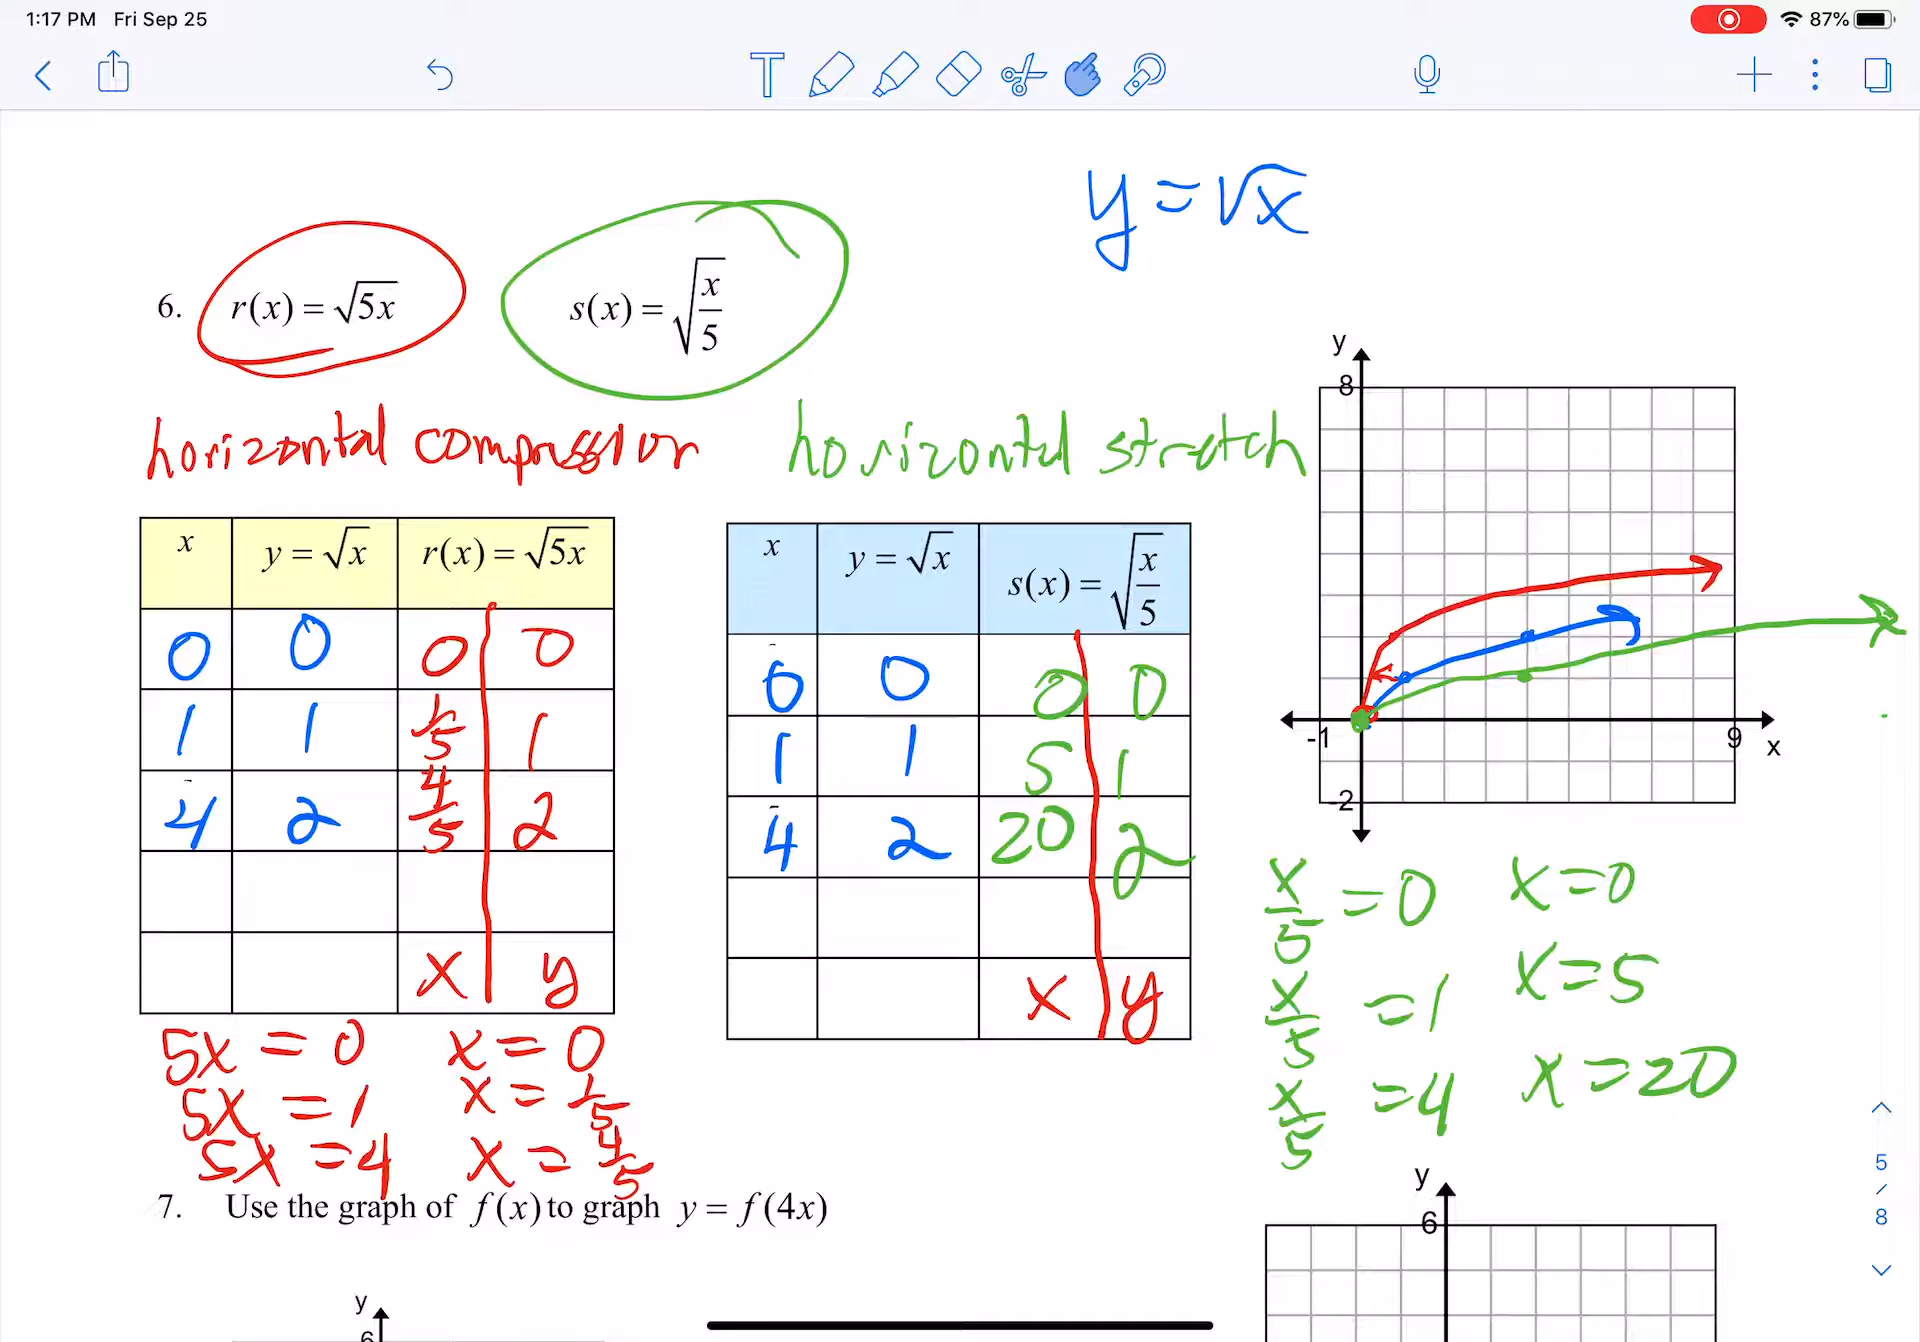 1:17 PM Fri Sep 25 87%
T
y = √x
6. r(x) = √5x s(x) = √x/5
horizontal compression horizontal stretch
x y = √x r(x) = √5x
0 0 0 0
1 1 1/5 1
4 2 4/5 2
x y
5x = 0 x = 0
5x = 1 x = 1/5
5x = 4 x = 4/5
x y = √x s(x) = √x/5
0 0 0 0
1 1 5 1
4 2 20 2
x y
y
8
-1 9 x
-2
x/5 = 0 x = 0
x/5 = 1 x = 5
x/5 = 4 x = 20
5
/
8
7. Use the graph of f(x) to graph y = f(4x)
y
6
y
6